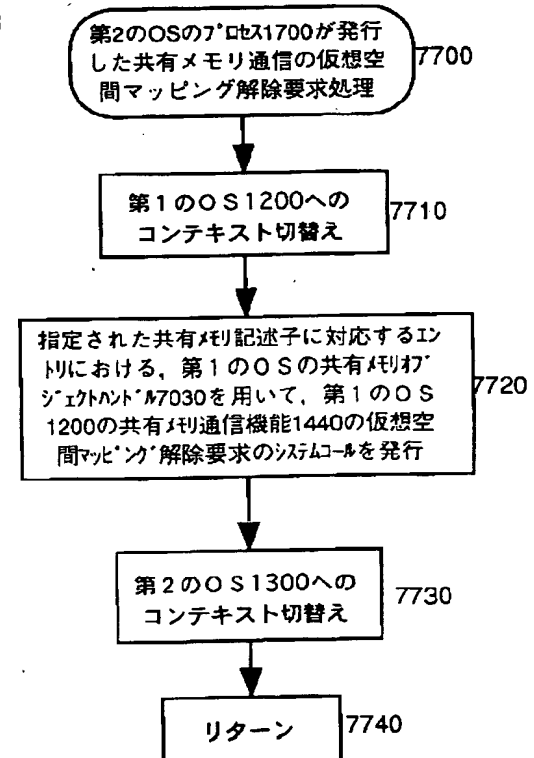 第2のOSのﾌﾟﾛｾｽ1700が発行
した共有メモリ通信の仮想空
間マッピング解除要求処理
7700
第1のOS1200への
コンテキスト切替え
7710
指定された共有ﾒﾓﾘ記述子に対応するｴﾝ
ﾄﾘにおける，第1のOSの共有ﾒﾓﾘｵﾌﾞ
ｼﾞｪｸﾄﾊﾝﾄﾞﾙ7030を用いて，第1のOS
1200の共有ﾒﾓﾘ通信機能1440の仮想空
間ﾏｯﾋﾟﾝｸﾞ解除要求のｼｽﾃﾑｺｰﾙを発行
7720
第2のOS1300への
コンテキスト切替え
7730
リターン
7740